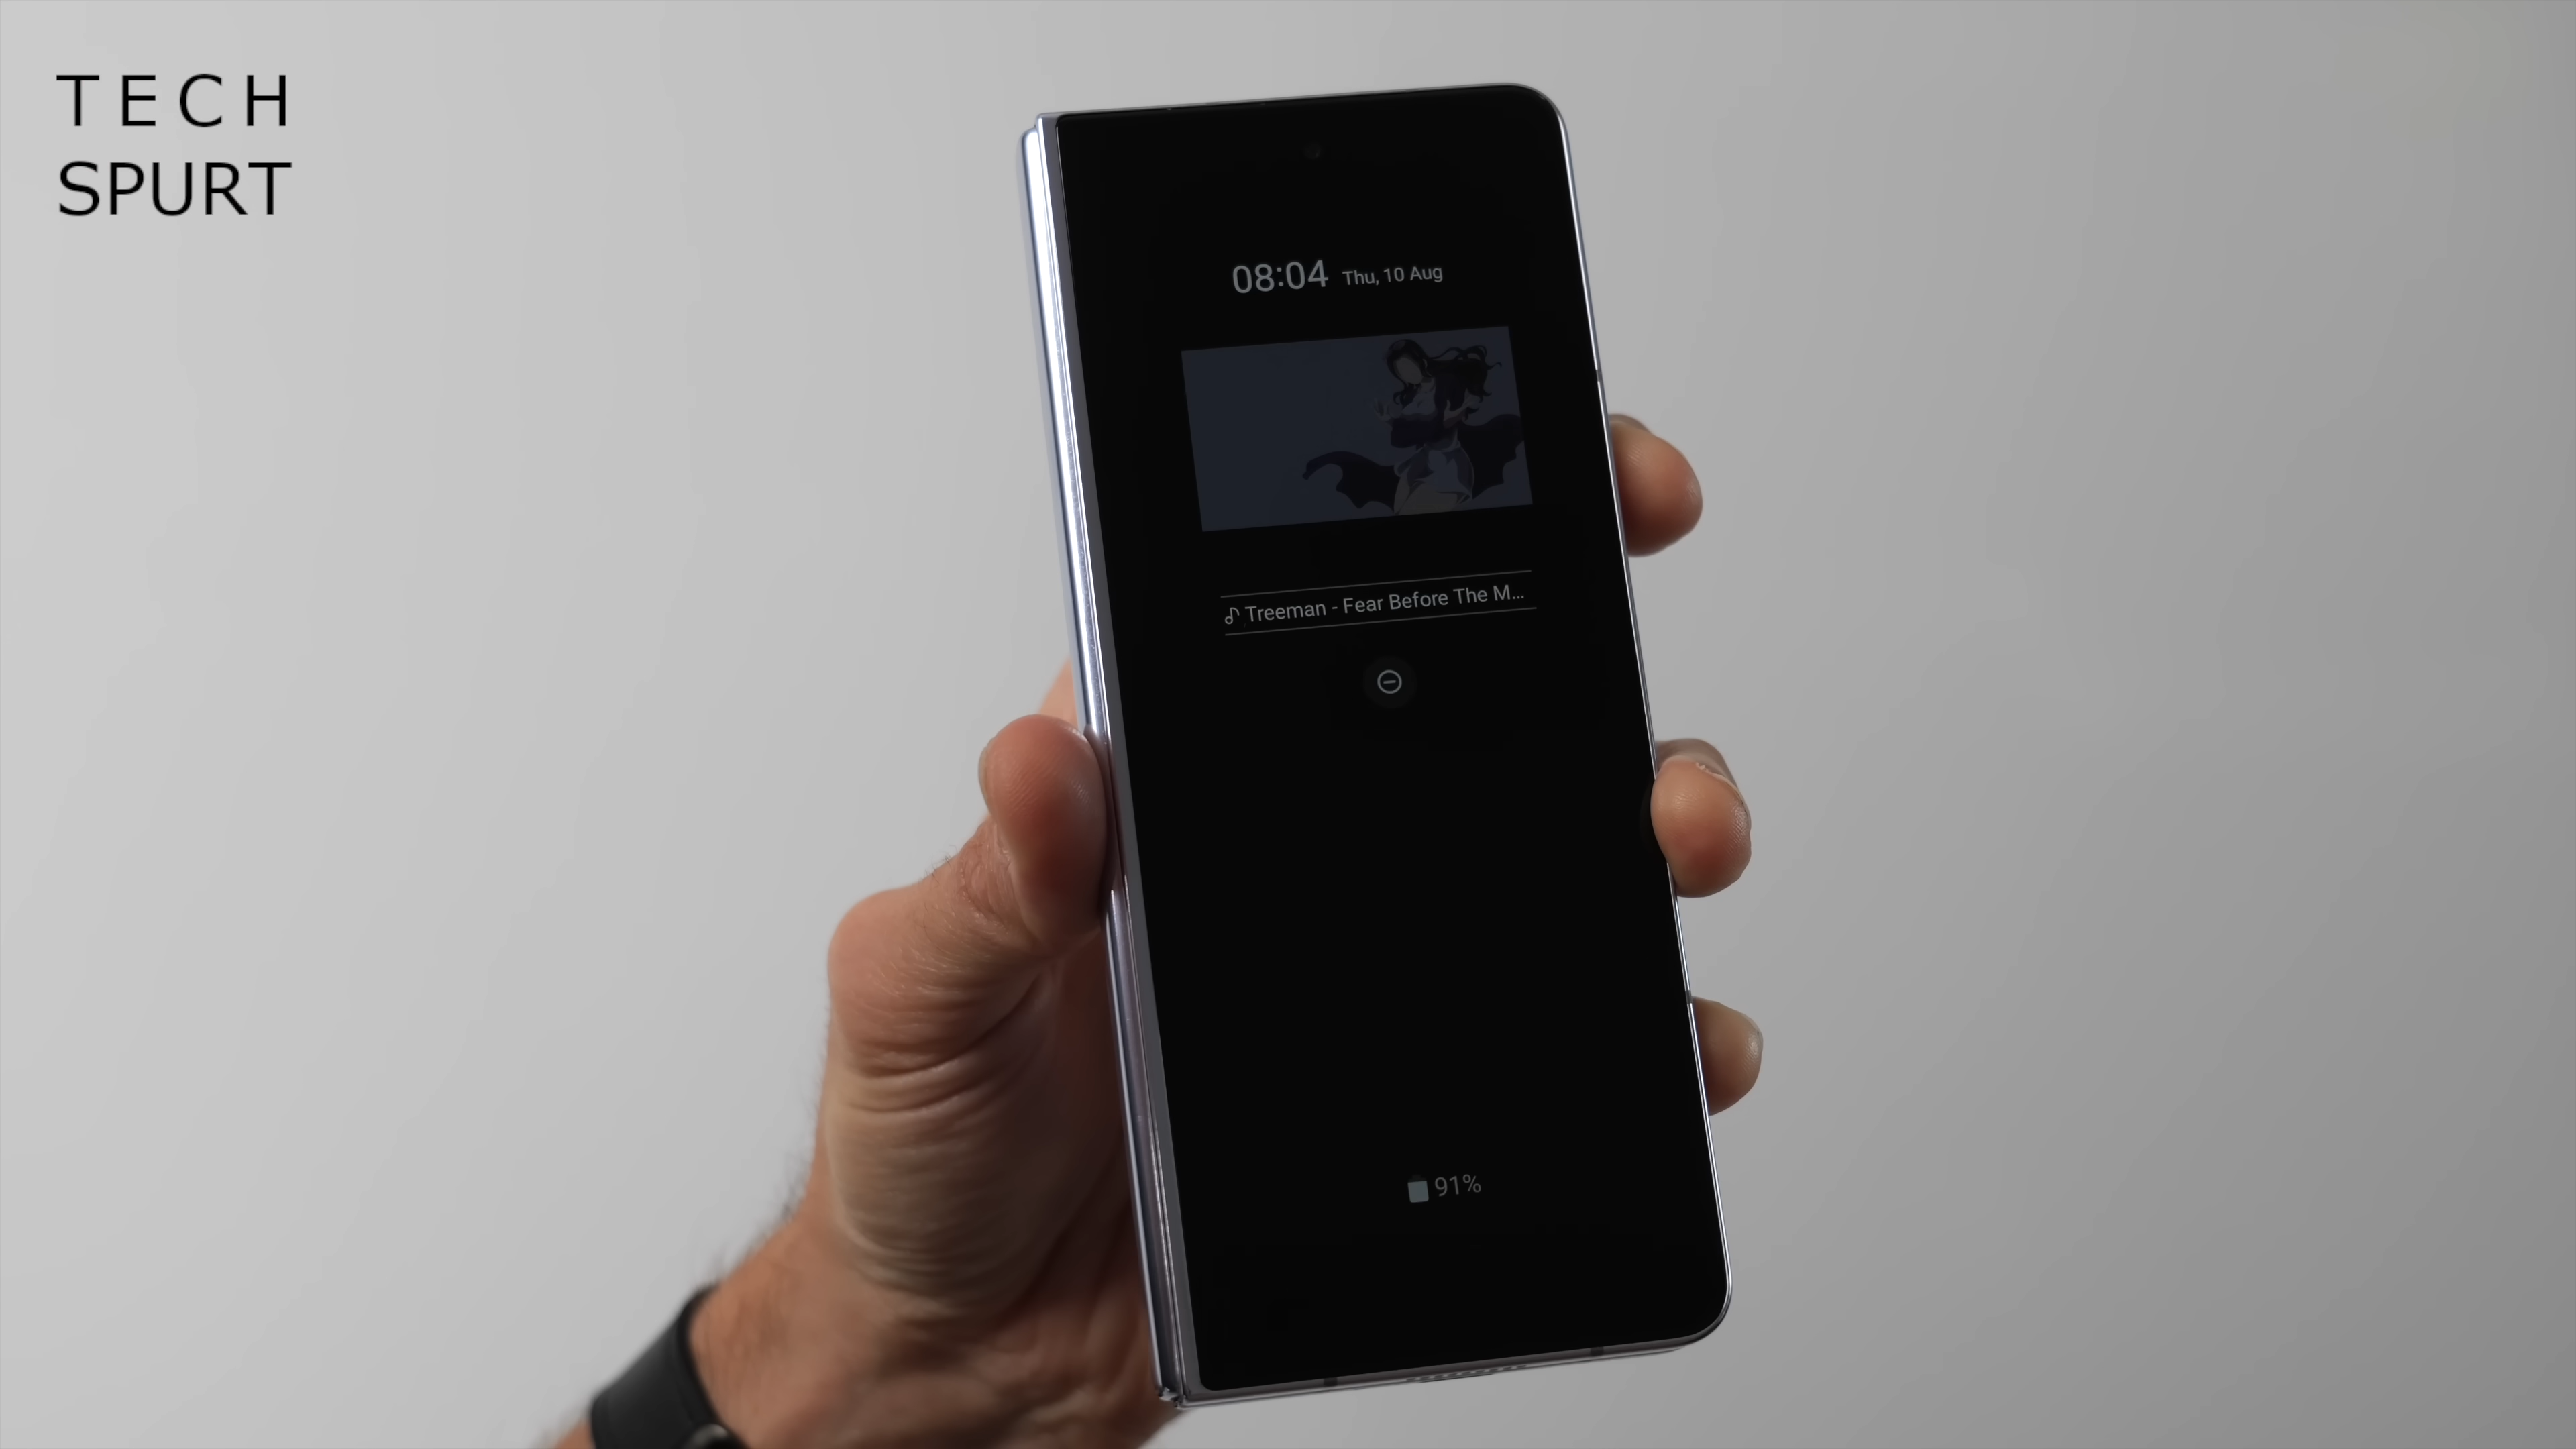 TECH
SPURT
08:04 Thu, 10 Aug
Treeman - Fear Before The M...
91%